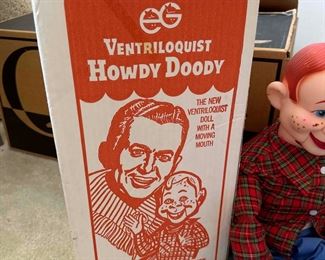 eg
VENTRILOQUIST
HOWDY DOODY
THE NEW
VENTRILOQUIST
DOLL
WITH A
MOVING
MOUTH